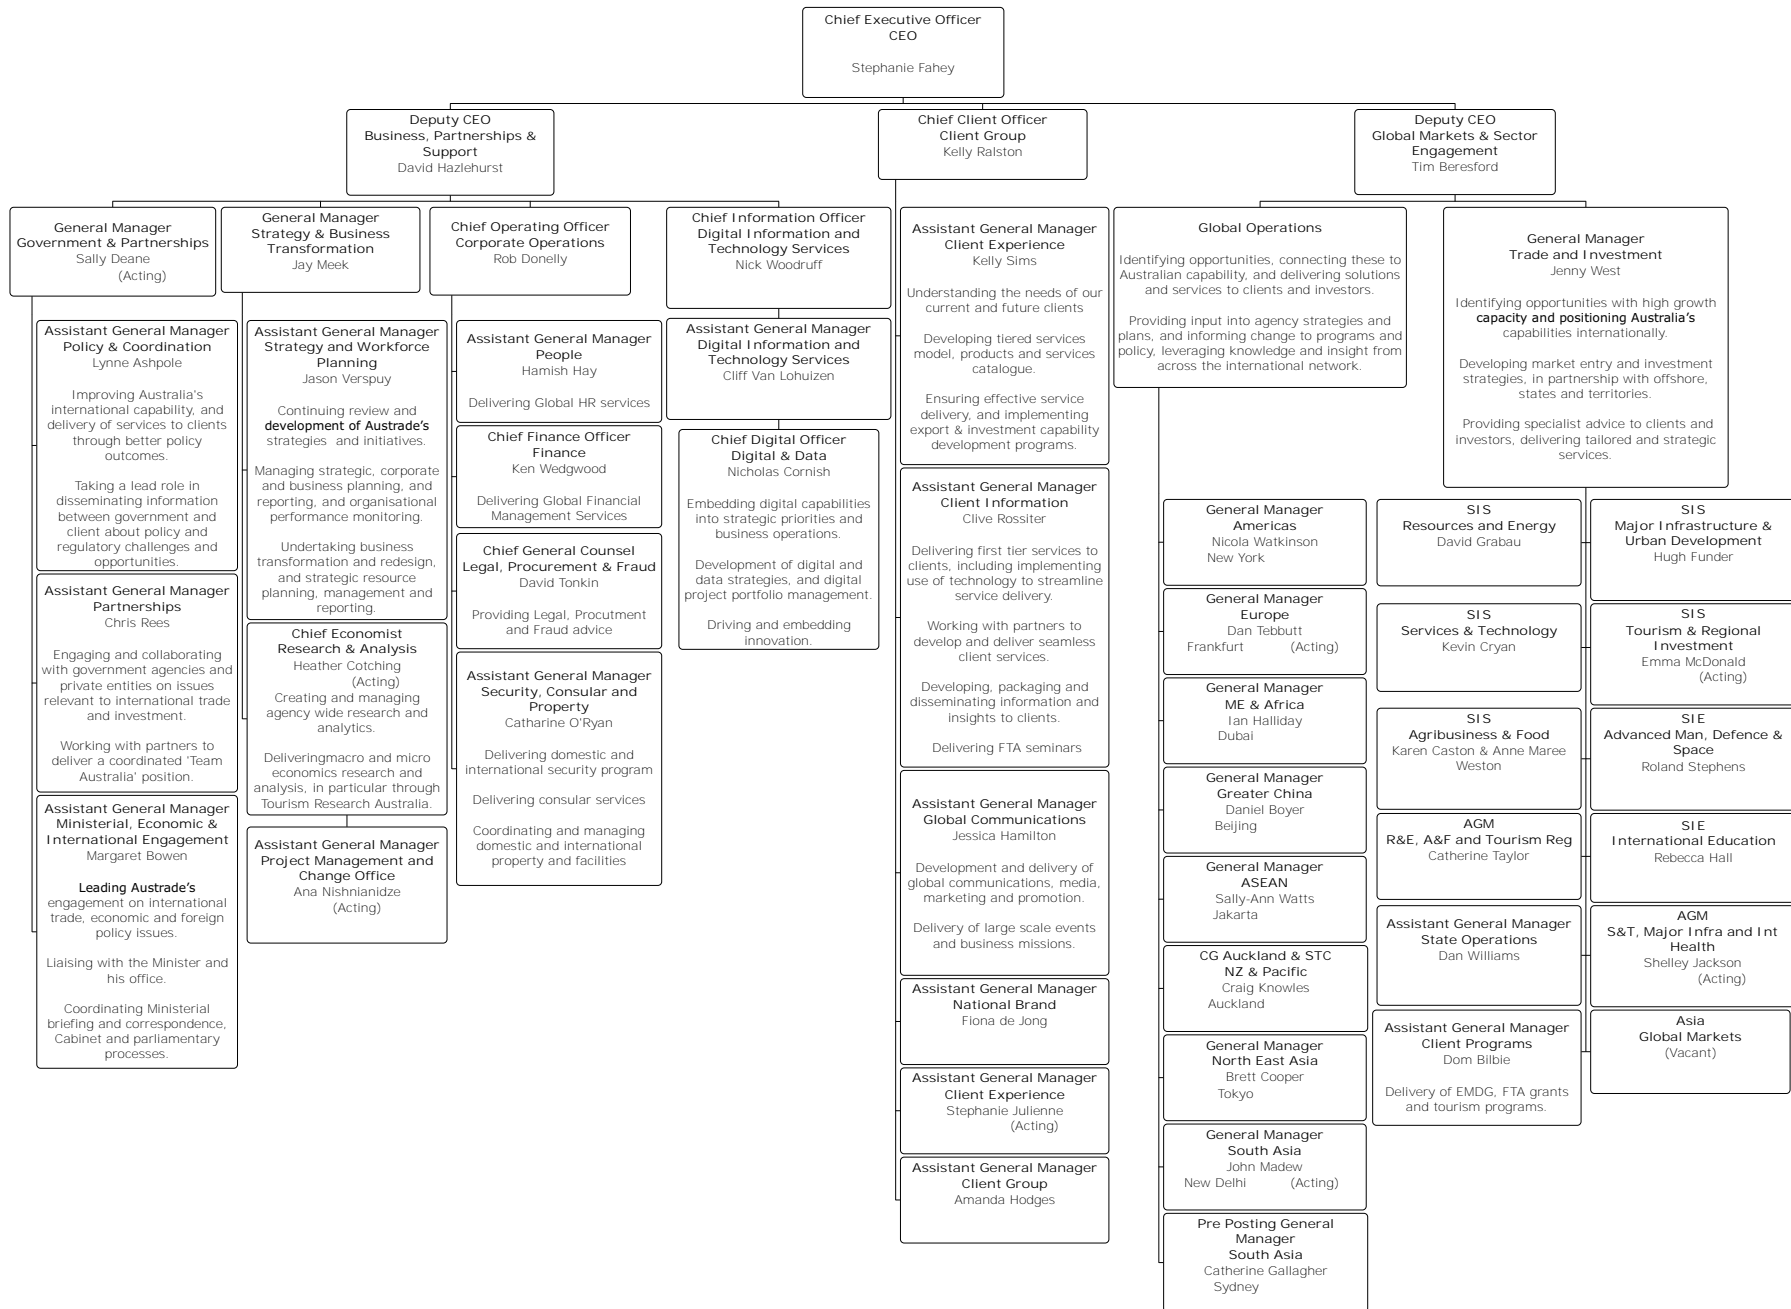 Chief Executive Officer
CEO
Stephanie Fahey
Deputy CEO
Business, Partnerships &
Support
David Hazlehurst
Chief Client Officer
Client Group
Kelly Ralston
Deputy CEO
Global Markets & Sector
Engagement
Tim Beresford
General Manager
Government & Partnerships
Sally Deane
(Acting)
Assistant General Manager
Policy & Coordination
Lynne Ashpole
Improving Australia's
international capability, and
delivery of services to clients
through better policy
outcomes.
Taking a lead role in
disseminating information
between government and
client about policy and
regulatory challenges and
opportunities.
Assistant General Manager
Partnerships
Chris Rees
Engaging and collaborating
with government agencies and
private entities on issues
relevant to international trade
and investment.
Working with partners to
deliver a coordinated 'Team
Australia' position.
Assistant General Manager
Ministerial, Economic &
International Engagement
Margaret Bowen
Leading Austrade’s
engagement on international
trade, economic and foreign
policy issues.
Liaising with the Minister and
his office.
Coordinating Ministerial
briefing and correspondence,
Cabinet and parliamentary
processes.
General Manager
Strategy & Business
Transformation
Jay Meek
Assistant General Manager
Strategy and Workforce
Planning
Jason Verspuy
Continuing review and
development of Austrade’s
strategies and initiatives.
Managing strategic, corporate
and business planning, and
reporting, and organisational
performance monitoring.
Undertaking business
transformation and redesign,
and strategic resource
planning, management and
reporting.
Chief Economist
Research & Analysis
Heather Cotching
(Acting)
Creating and managing
agency wide research and
analytics.
Deliveringmacro and micro
economics research and
analysis, in particular through
Tourism Research Australia.
Assistant General Manager
Project Management and
Change Office
Ana Nishnianidze
(Acting)
Chief Operating Officer
Corporate Operations
Rob Donelly
Assistant General Manager
People
Hamish Hay
Delivering Global HR services
Chief Finance Officer
Finance
Ken Wedgwood
Delivering Global Financial
Management Services
Chief General Counsel
Legal, Procurement & Fraud
David Tonkin
Providing Legal, Procutment
and Fraud advice
Assistant General Manager
Security, Consular and
Property
Catharine O'Ryan
Delivering domestic and
international security program
Delivering consular services
Coordinating and managing
domestic and international
property and facilities
Chief Information Officer
Digital Information and
Technology Services
Nick Woodruff
Assistant General Manager
Digital Information and
Technology Services
Cliff Van Lohuizen
Chief Digital Officer
Digital & Data
Nicholas Cornish
Embedding digital capabilities
into strategic priorities and
business operations.
Development of digital and
data strategies, and digital
project portfolio management.
Driving and embedding
innovation.
Assistant General Manager
Client Experience
Kelly Sims
Understanding the needs of our
current and future clients
Developing tiered services
model, products and services
catalogue.
Ensuring effective service
delivery, and implementing
export & investment capability
development programs.
Assistant General Manager
Client Information
Clive Rossiter
Delivering first tier services to
clients, including implementing
use of technology to streamline
service delivery.
Working with partners to
develop and deliver seamless
client services.
Developing, packaging and
disseminating information and
insights to clients.
Delivering FTA seminars
Assistant General Manager
Global Communications
Jessica Hamilton
Development and delivery of
global communications, media,
marketing and promotion.
Delivery of large scale events
and business missions.
Assistant General Manager
National Brand
Fiona de Jong
Assistant General Manager
Client Experience
Stephanie Julienne
(Acting)
Assistant General Manager
Client Group
Amanda Hodges
Global Operations
Identifying opportunities, connecting these to
Australian capability, and delivering solutions
and services to clients and investors.
Providing input into agency strategies and
plans, and informing change to programs and
policy, leveraging knowledge and insight from
across the international network.
General Manager
Americas
Nicola Watkinson
New York
General Manager
Europe
Dan Tebbutt
Frankfurt (Acting)
General Manager
ME & Africa
Ian Halliday
Dubai
General Manager
Greater China
Daniel Boyer
Beijing
General Manager
ASEAN
Sally-Ann Watts
Jakarta
CG Auckland & STC
NZ & Pacific
Craig Knowles
Auckland
General Manager
North East Asia
Brett Cooper
Tokyo
General Manager
South Asia
John Madew
New Delhi (Acting)
Pre Posting General
Manager
South Asia
Catherine Gallagher
Sydney
General Manager
Trade and Investment
Jenny West
Identifying opportunities with high growth
capacity and positioning Australia’s
capabilities internationally.
Developing market entry and investment
strategies, in partnership with offshore,
states and territories.
Providing specialist advice to clients and
investors, delivering tailored and strategic
services.
SIS
Resources and Energy
David Grabau
SIS
Services & Technology
Kevin Cryan
SIS
Agribusiness & Food
Karen Caston & Anne Maree
Weston
AGM
R&E, A&F and Tourism Reg
Catherine Taylor
Assistant General Manager
State Operations
Dan Williams
Assistant General Manager
Client Programs
Dom Bilbie
Delivery of EMDG, FTA grants
and tourism programs.
SIS
Major Infrastructure &
Urban Development
Hugh Funder
SIS
Tourism & Regional
Investment
Emma McDonald
(Acting)
SIE
Advanced Man, Defence &
Space
Roland Stephens
SIE
International Education
Rebecca Hall
AGM
S&T, Major Infra and Int
Health
Shelley Jackson
(Acting)
Asia
Global Markets
(Vacant)